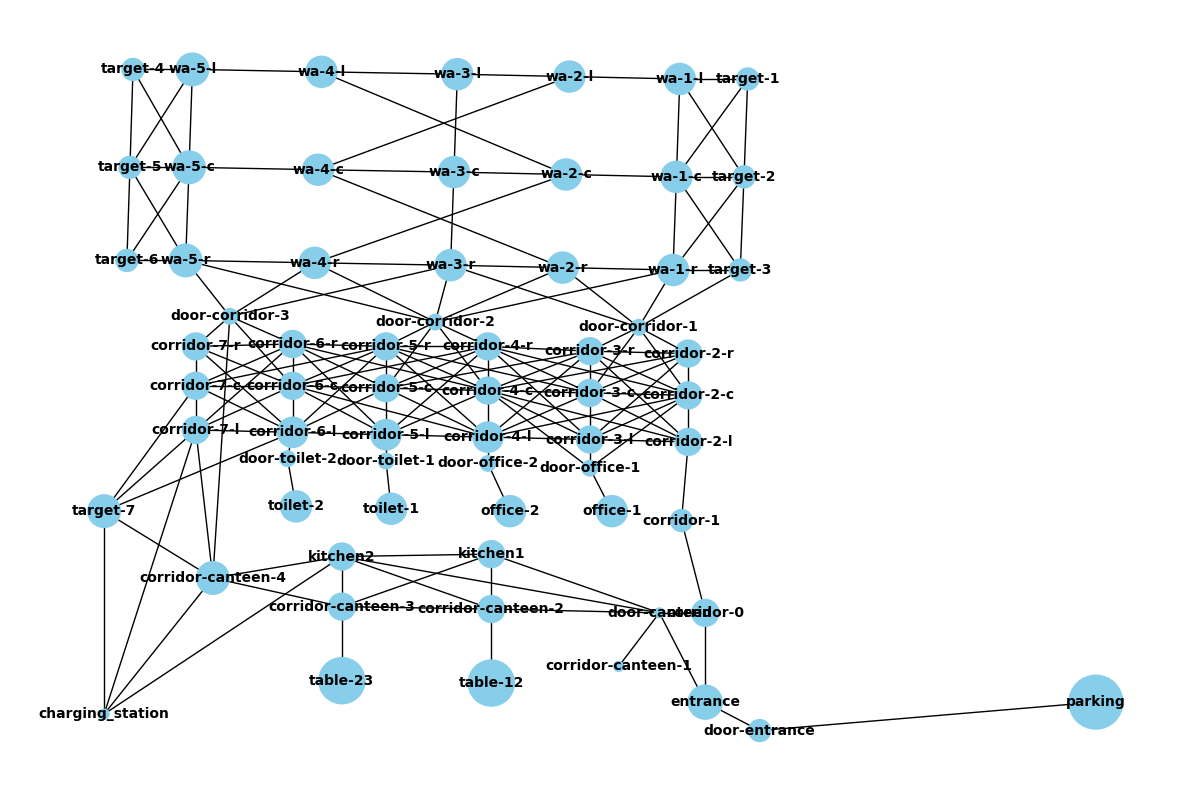 target-4
wa-5-l
wa-4-l
wa-3-l
wa-2-l
wa-1-l
target-1
target-5
wa-5-c
wa-4-c
wa-3-c
wa-2-c
wa-1-c
target-2
target-6
wa-5-r
wa-4-r
wa-3-r
wa-2-r
wa-1-r
target-3
door-corridor-3
door-corridor-2
door-corridor-1
corridor-7-r
corridor-6-r
corridor-5-r
corridor-4-r
corridor-3-r
corridor-2-r
corridor-7-c
corridor-6-c
corridor-5-c
corridor-4-c
corridor-3-c
corridor-2-c
corridor-7-l
corridor-6-l
corridor-5-l
corridor-4-l
corridor-3-l
corridor-2-l
door-toilet-2
door-toilet-1
door-office-2
door-office-1
target-7
toilet-2
toilet-1
office-2
office-1
corridor-1
kitchen2
kitchen1
corridor-canteen-4
corridor-canteen-3
corridor-canteen-2
door-canteen
corridor-0
corridor-canteen-1
table-23
table-12
charging_station
entrance
door-entrance
parking